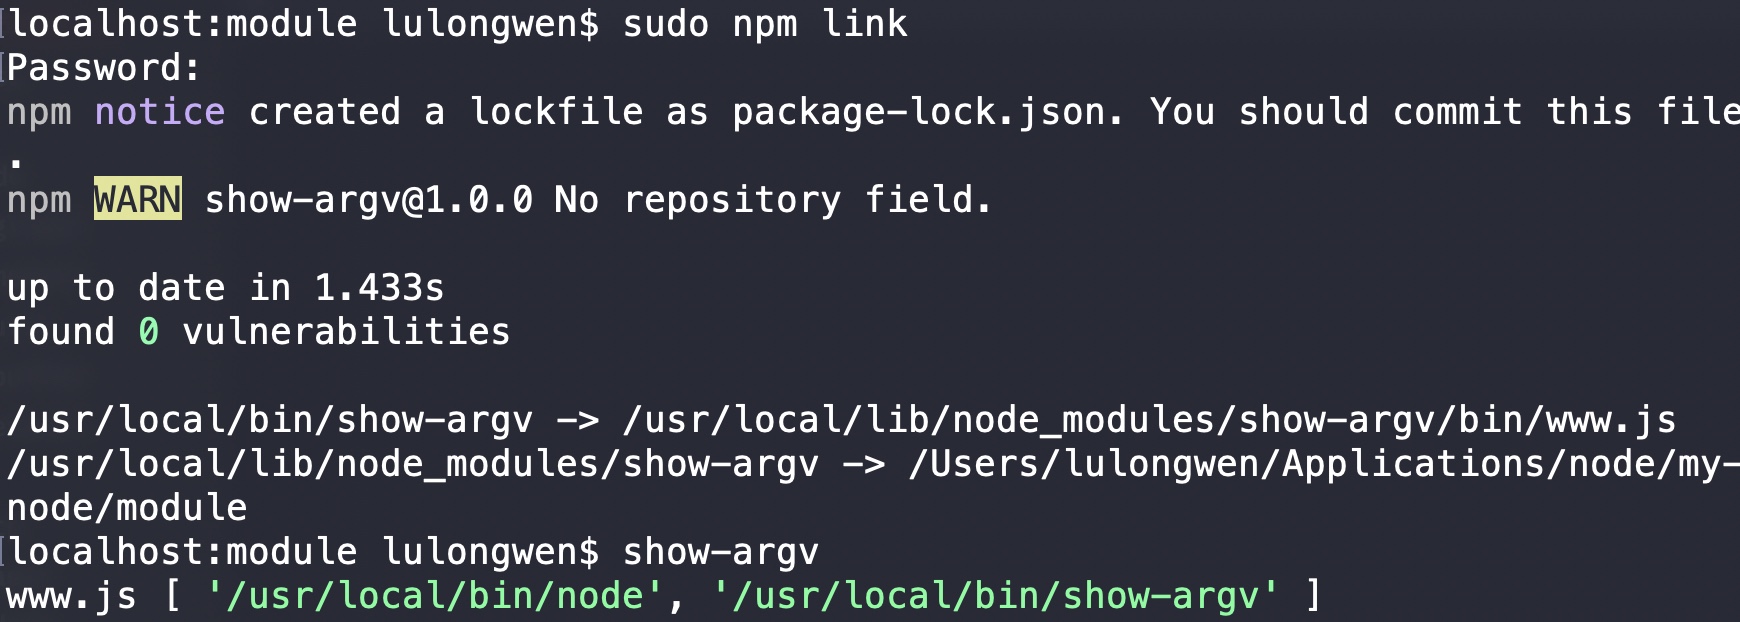 [localhost:module lulongwen$ sudo npm link
[Password:
npm notice created a lockfile as package-lock.json. You should commit this file
.
npm WARN show-argv@1.0.0 No repository field.
up to date in 1.433s
found 0 vulnerabilities
/usr/local/bin/show-argv -> /usr/local/lib/node_modules/show-argv/bin/www.js
/usr/local/lib/node_modules/show-argv -> /Users/lulongwen/Applications/node/my-
node/module
[localhost:module lulongwen$ show-argv
www.js [ '/usr/local/bin/node', '/usr/local/bin/show-argv' ]